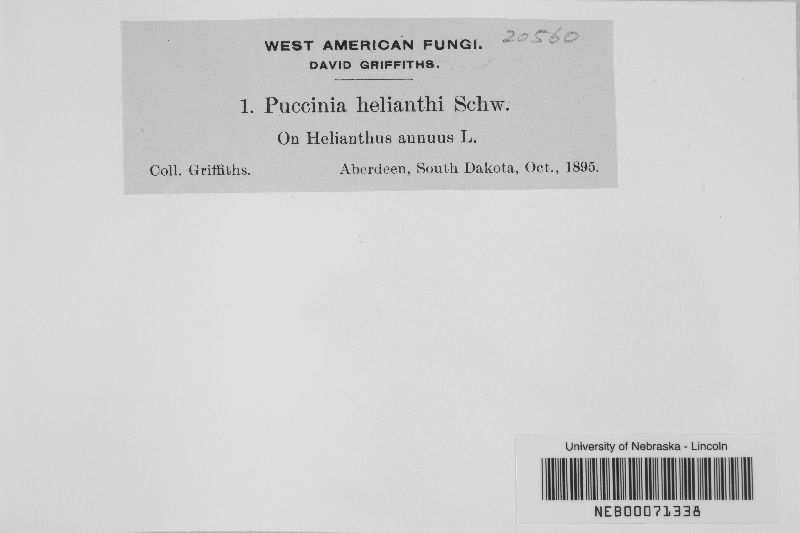 WEST AMERICAN FUNGI. 20560
DAVID GRIFFITHS.
1. Puccinia helianthi Schw.
On Helianthus annuus L.
Coll. Griffiths. Aberdeen, South Dakota, Oct., 1895.
University of Nebraska - Lincoln
NEB00071338